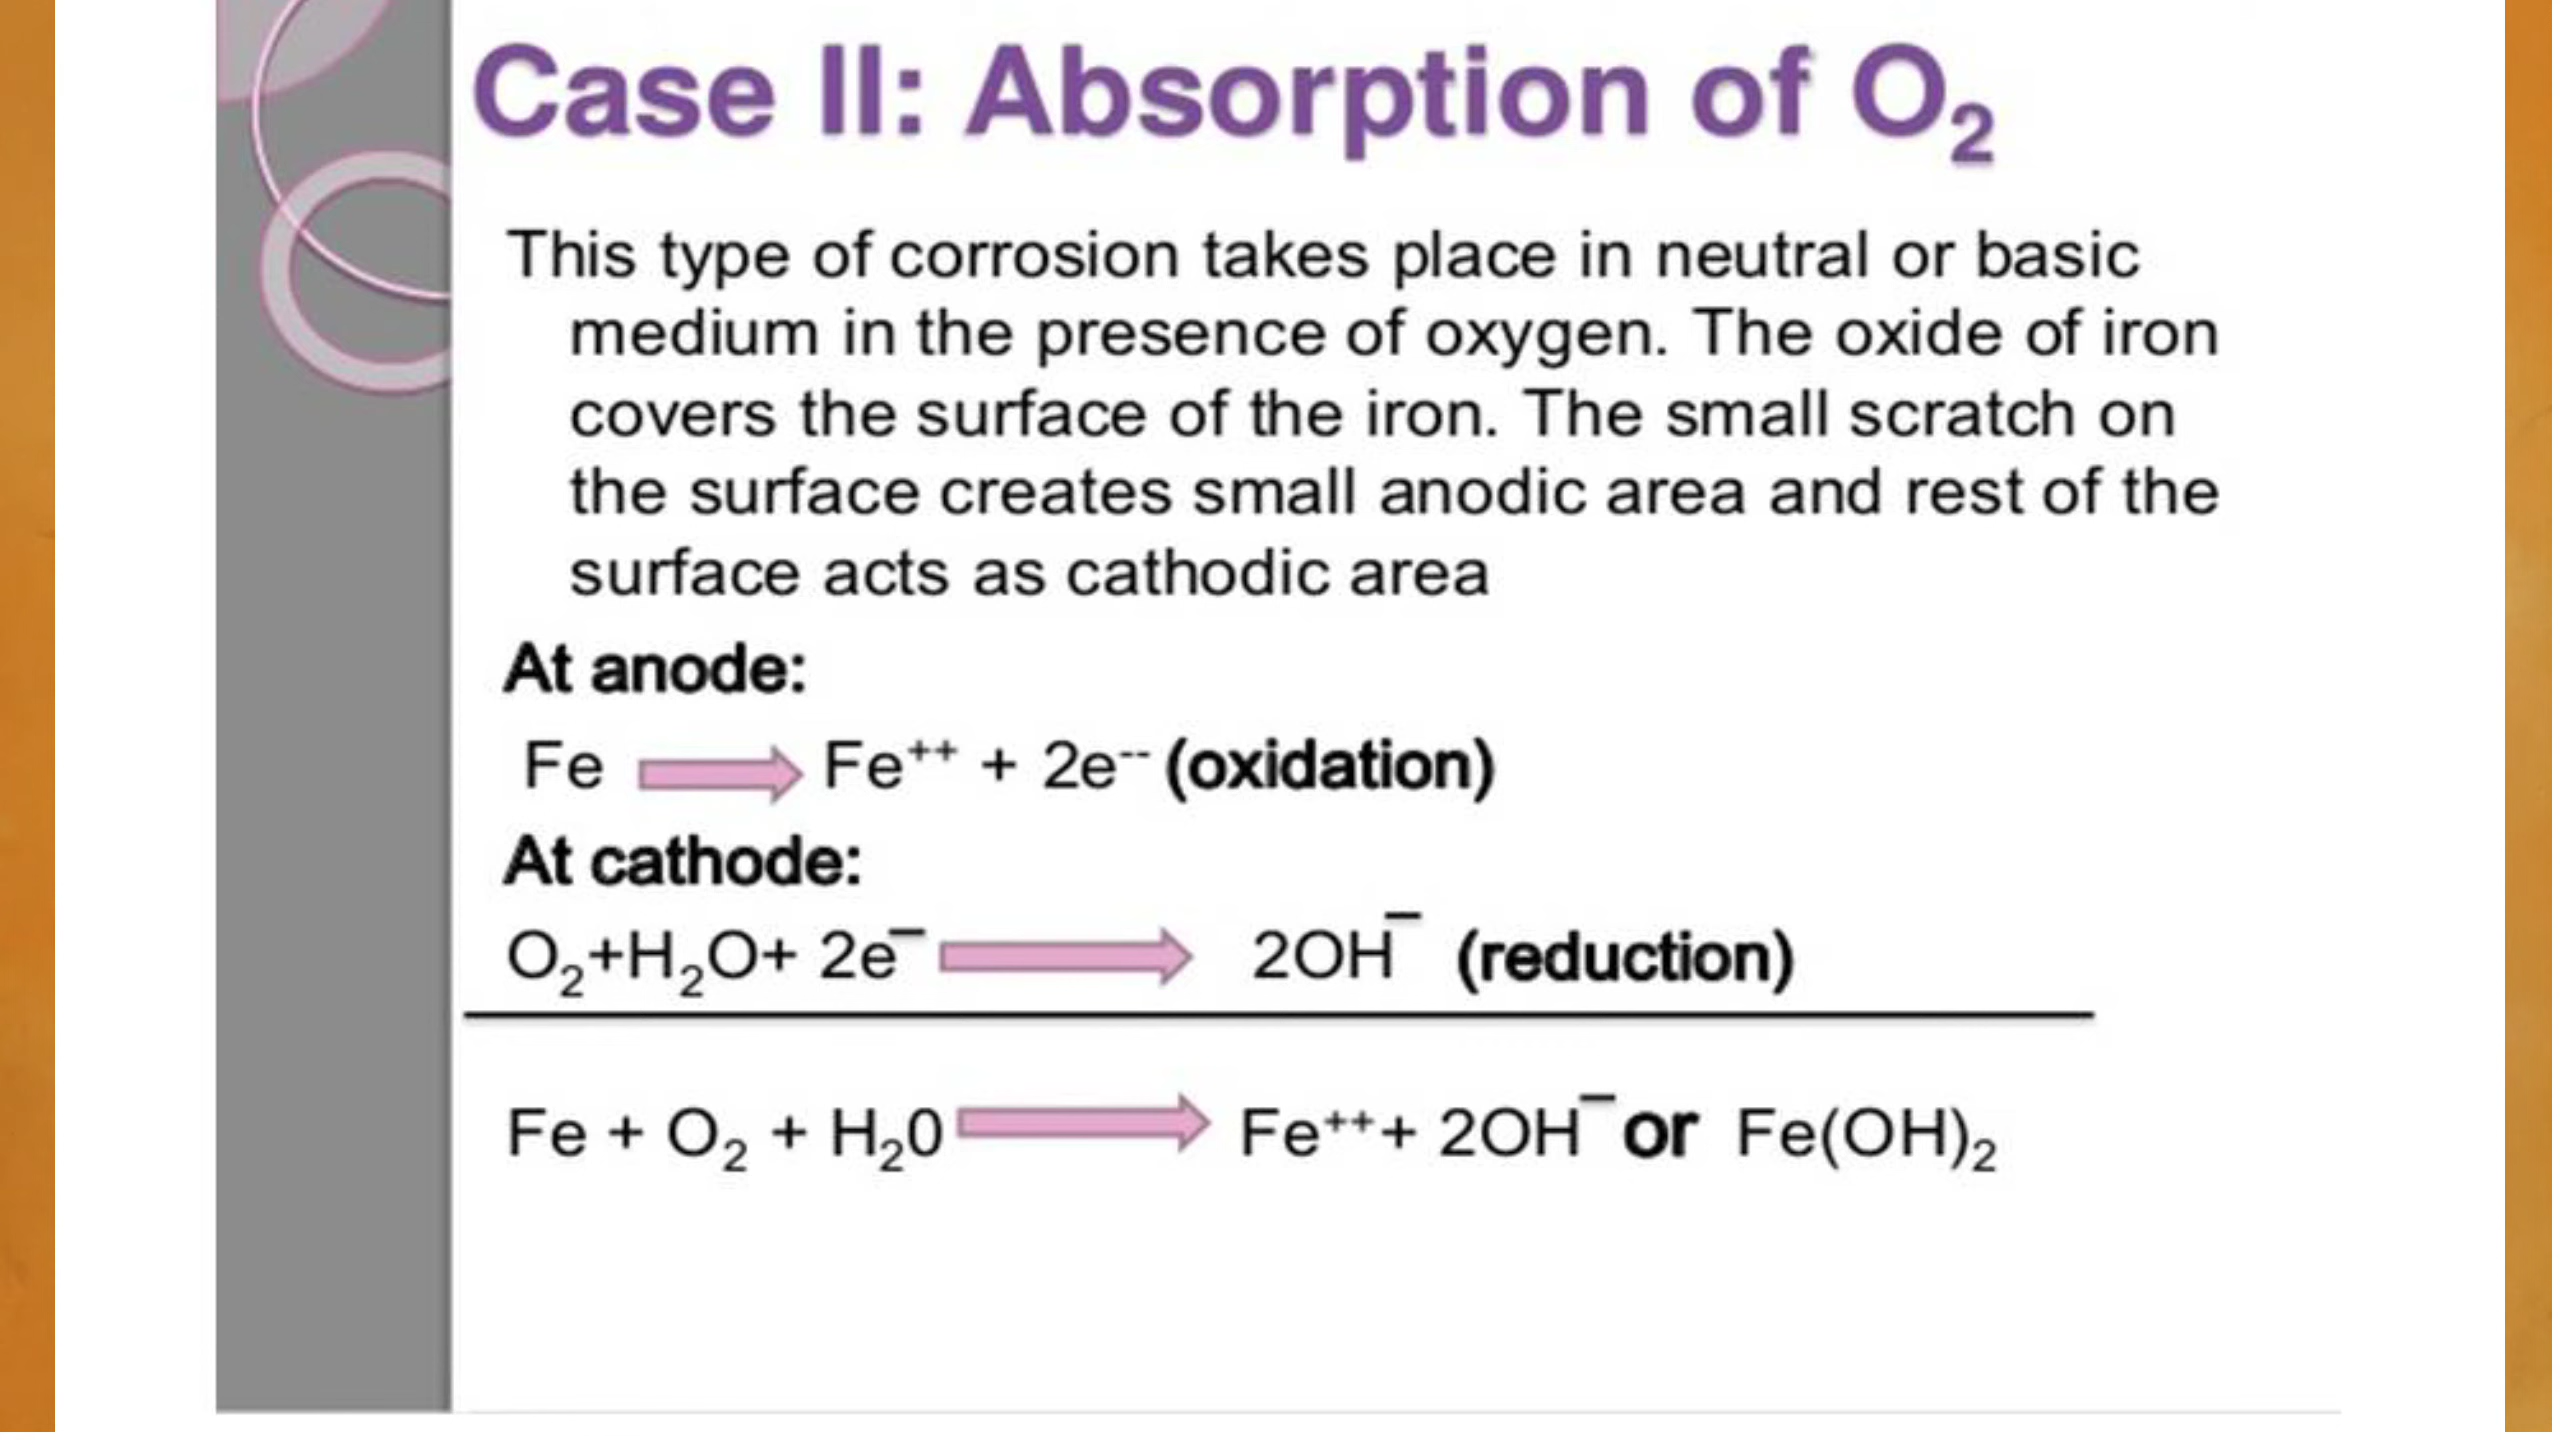 Case II: Absorption of O₂
This type of corrosion takes place in neutral or basic
medium in the presence of oxygen. The oxide of iron
covers the surface of the iron. The small scratch on
the surface creates small anodic area and rest of the
surface acts as cathodic area
At anode:
Fe ⟹ Fe⁺⁺ + 2e⁻⁻ (oxidation)
At cathode:
O₂+H₂O+ 2e⁻ ⟹ 2OH⁻ (reduction)
Fe + O₂ + H₂0 ⟹ Fe⁺⁺+ 2OH⁻ or Fe(OH)₂